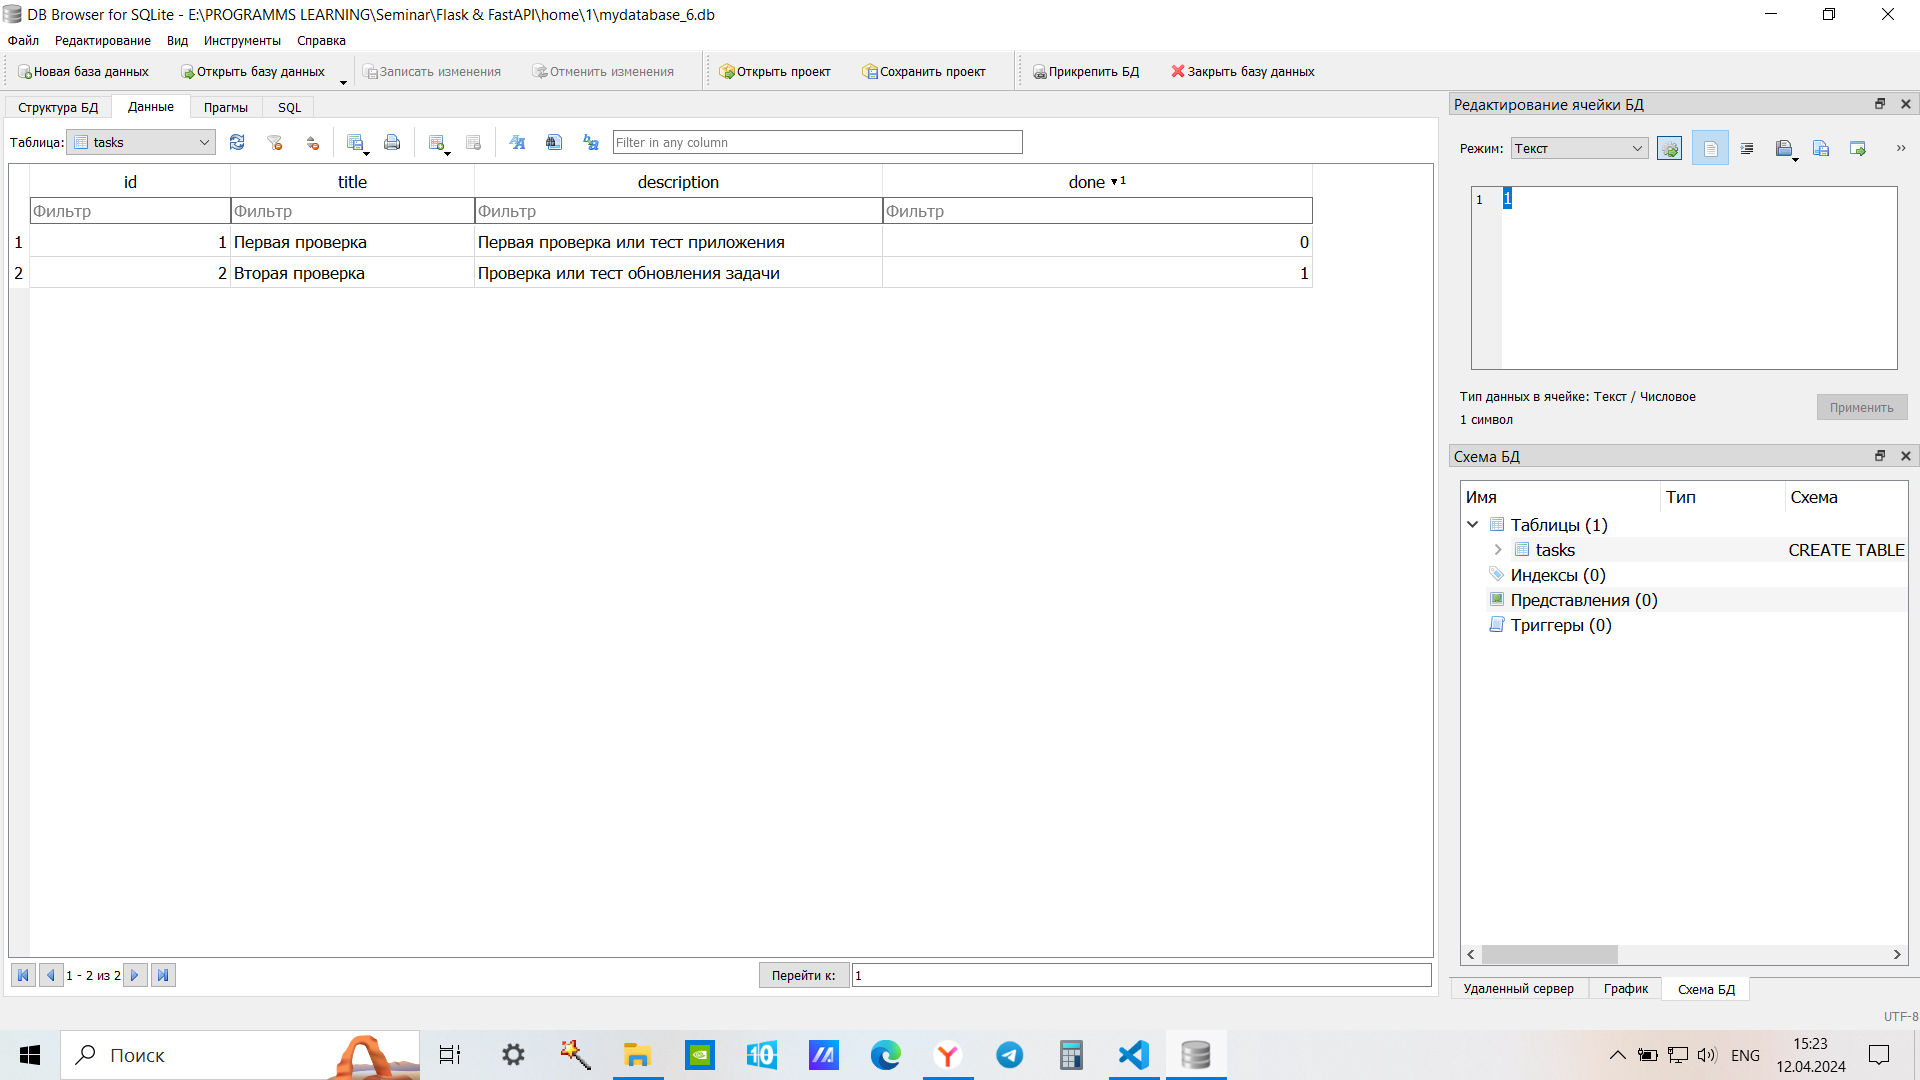 DB Browser for SQLite - E:\PROGRAMMS LEARNING\Seminar\Flask & FastAPI\home\1\mydatabase_6.db
Файл Редактирование Вид Инструменты Справка
Новая база данных Открыть базу данных Записать изменения Отменить изменения Открыть проект Сохранить проект Прикрепить БД Закрыть базу данных
Структура БД Данные Прагмы SQL
Таблица: tasks Filter in any column
id title description done 1
Фильтр Фильтр Фильтр Фильтр
1 1 Первая проверка Первая проверка или тест приложения 0
2 2 Вторая проверка Проверка или тест обновления задачи 1
1 - 2 из 2 Перейти к: 1
Редактирование ячейки БД
Режим: Текст
1 1
Тип данных в ячейке: Текст / Числовое
1 символ
Применить
Схема БД
Имя Тип Схема
Таблицы (1)
tasks CREATE TABLE
Индексы (0)
Представления (0)
Триггеры (0)
Удаленный сервер График Схема БД
UTF-8
Поиск
10
ENG
15:23
12.04.2024